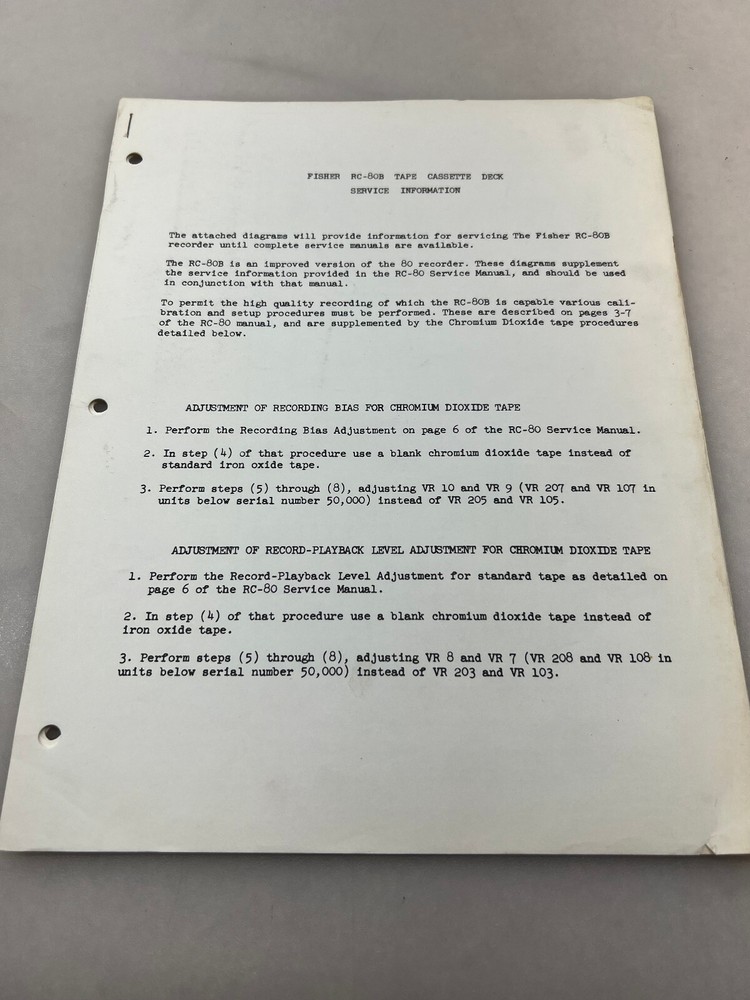 FISHER RC-80B TAPE CASSETTE DECK
SERVICE INFORMATION
The attached diagrams will provide information for servicing The Fisher RC-80B
recorder until complete service manuals are available.
The RC-80B is an improved version of the 80 recorder. These diagrams supplement
the service information provided in the RC-80 Service Manual, and should be used
in conjunction with that manual.
To permit the high quality recording of which the RC-80B is capable various cali-
bration and setup procedures must be performed. These are described on pages 3-7
of the RC-80 manual, and are supplemented by the Chromium Dioxide tape procedures
detailed below.
ADJUSTMENT OF RECORDING BIAS FOR CHROMIUM DIOXIDE TAPE
1. Perform the Recording Bias Adjustment on page 6 of the RC-80 Service Manual.
2. In step (4) of that procedure use a blank chromium dioxide tape instead of
standard iron oxide tape.
3. Perform steps (5) through (8), adjusting VR 10 and VR 9 (VR 207 and VR 107 in
units below serial number 50,000) instead of VR 205 and VR 105.
ADJUSTMENT OF RECORD-PLAYBACK LEVEL ADJUSTMENT FOR CHROMIUM DIOXIDE TAPE
1. Perform the Record-Playback Level Adjustment for standard tape as detailed on
page 6 of the RC-80 Service Manual.
2. In step (4) of that procedure use a blank chromium dioxide tape instead of
iron oxide tape.
3. Perform steps (5) through (8), adjusting VR 8 and VR 7 (VR 208 and VR 108 in
units below serial number 50,000) instead of VR 203 and VR 103.